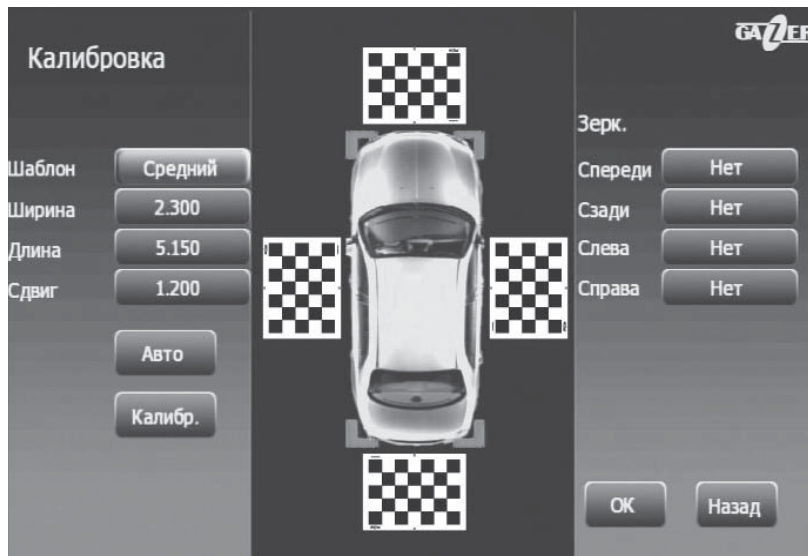 Калибровка
GAZER
Шаблон Средний
Ширина 2.300
Длина 5.150
Сдвиг 1.200
Авто
Калибр.
Зерк.
Спереди Нет
Сзади Нет
Слева Нет
Справа Нет
OK Назад